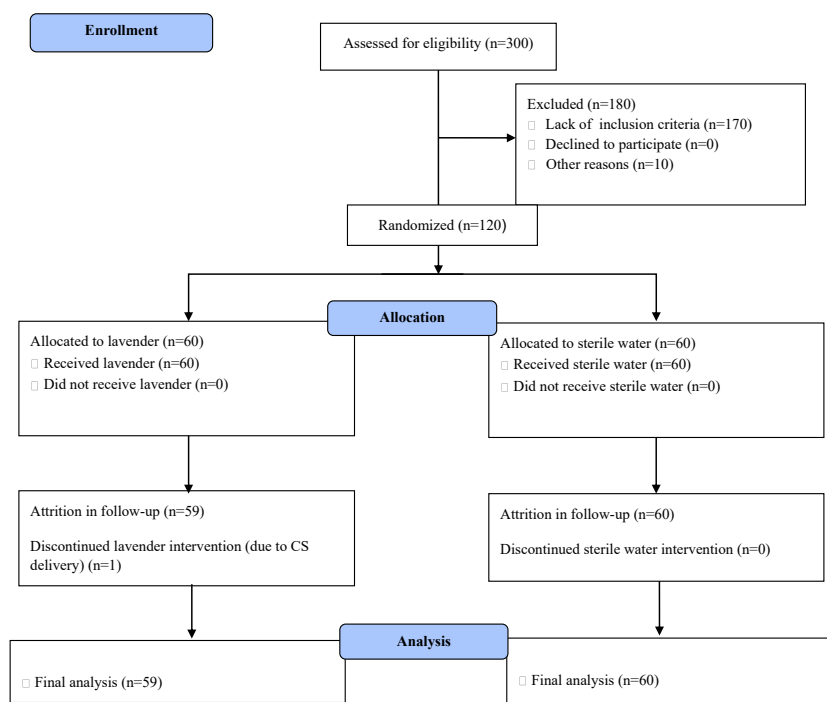 Enrollment
Assessed for eligibility (n=300)
Excluded (n=180)
Lack of inclusion criteria (n=170)
Declined to participate (n=0)
Other reasons (n=10)
Randomized (n=120)
Allocation
Allocated to lavender (n=60)
Received lavender (n=60)
Did not receive lavender (n=0)
Allocated to sterile water (n=60)
Received sterile water (n=60)
Did not receive sterile water (n=0)
Attrition in follow-up (n=59)
Discontinued lavender intervention (due to CS
delivery) (n=1)
Attrition in follow-up (n=60)
Discontinued sterile water intervention (n=0)
Analysis
Final analysis (n=59)
Final analysis (n=60)